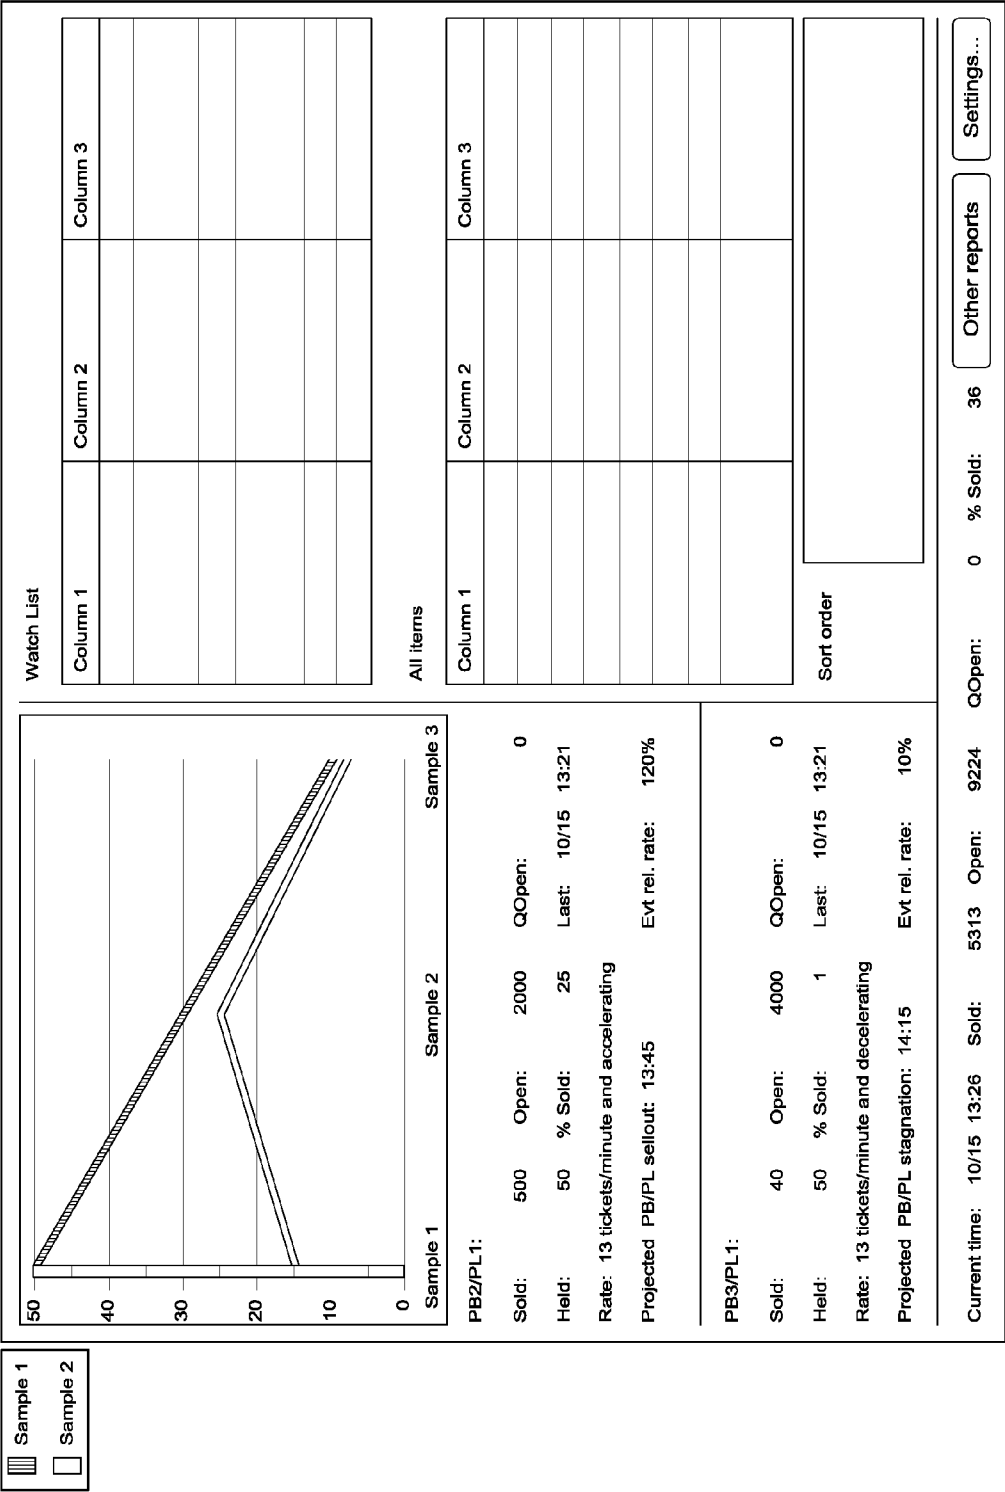 Sample 1
Sample 2
50
40
30
20
10
0
Sample 1 Sample 2 Sample 3
PB2/PL1:
Sold: 500 Open: 2000 QOpen: 0
Held: 50 % Sold: 25 Last: 10/15 13:21
Rate: 13 tickets/minute and accelerating
Projected PB/PL sellout: 13:45 Evt rel. rate: 120%
PB3/PL1:
Sold: 40 Open: 4000 QOpen: 0
Held: 50 % Sold: 1 Last: 10/15 13:21
Rate: 13 tickets/minute and decelerating
Projected PB/PL stagnation: 14:15 Evt rel. rate: 10%
Watch List
Column 1 Column 2 Column 3
All items
Column 1 Column 2 Column 3
Sort order
Current time: 10/15 13:26 Sold: 5313 Open: 9224 QOpen: 0 % Sold: 36 Other reports Settings...